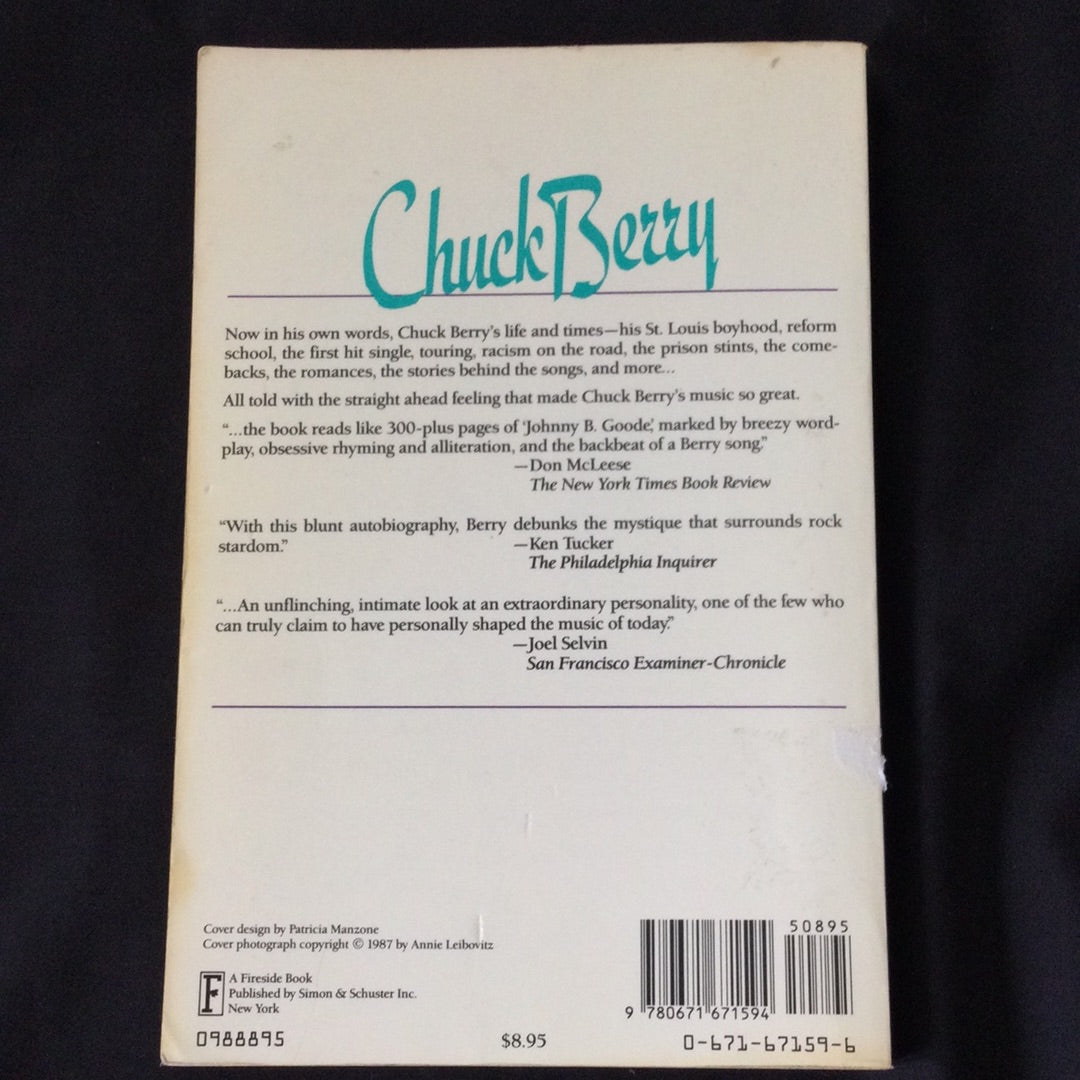 Chuck Berry
Now in his own words, Chuck Berry's life and times—his St. Louis boyhood, reform
school, the first hit single, touring, racism on the road, the prison stints, the come-
backs, the romances, the stories behind the songs, and more...
All told with the straight ahead feeling that made Chuck Berry's music so great.
“...the book reads like 300-plus pages of ‘Johnny B. Goode,’ marked by breezy word-
play, obsessive rhyming and alliteration, and the backbeat of a Berry song.”
—Don McLeese
The New York Times Book Review
“With this blunt autobiography, Berry debunks the mystique that surrounds rock
stardom.”
—Ken Tucker
The Philadelphia Inquirer
“...An unflinching, intimate look at an extraordinary personality, one of the few who
can truly claim to have personally shaped the music of today.”
—Joel Selvin
San Francisco Examiner-Chronicle
Cover design by Patricia Manzone
Cover photograph copyright © 1987 by Annie Leibovitz
F
A Fireside Book
Published by Simon & Schuster Inc.
New York
0988895
$8.95
50895
9 780671 671594
0-671-67159-6